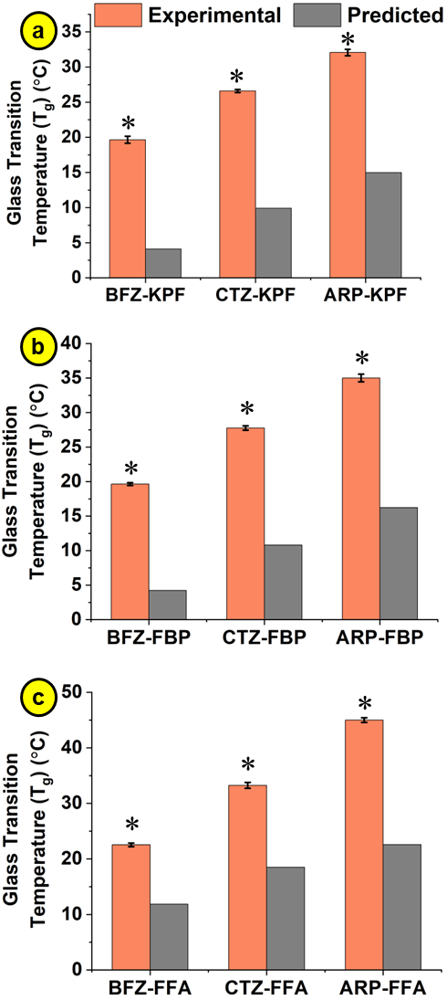 a
Experimental Predicted
Glass Transition
Temperature (Tg) (°C)
35
30
25
20
15
10
5
0
*
*
*
BFZ-KPF CTZ-KPF ARP-KPF
b
Glass Transition
Temperature (Tg) (°C)
40
35
30
25
20
15
10
5
0
*
*
*
BFZ-FBP CTZ-FBP ARP-FBP
c
Glass Transition
Temperature (Tg) (°C)
50
40
30
20
10
0
*
*
*
BFZ-FFA CTZ-FFA ARP-FFA